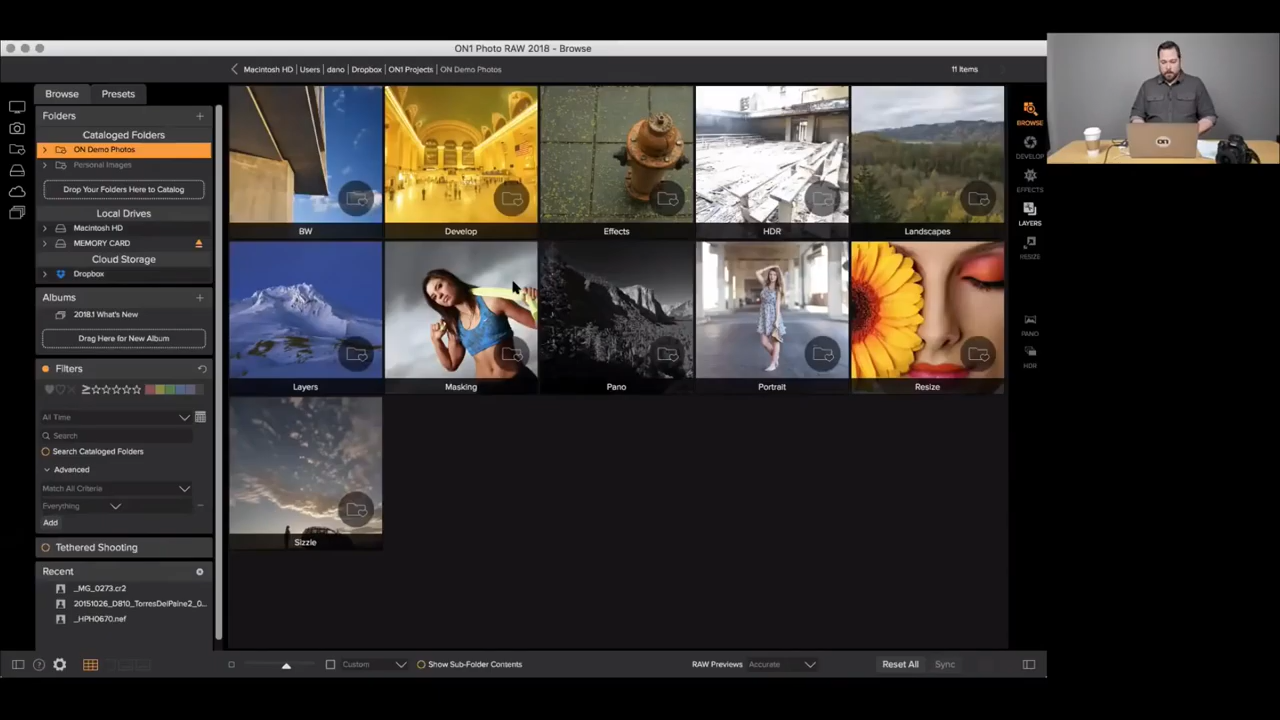 ON1 Photo RAW 2018 - Browse
Macintosh HD | Users | dano | Dropbox | ON1 Projects | ON Demo Photos
11 Items
Browse
Presets
Folders
Cataloged Folders
ON Demo Photos
Personal Images
Drop Your Folders Here to Catalog
Local Drives
Macintosh HD
MEMORY CARD
Cloud Storage
Dropbox
Albums
2018.1 What's New
Drag Here for New Album
Filters
All Time
Search
Search Cataloged Folders
Advanced
Match All Criteria
Everything
Add
Tethered Shooting
Recent
_MG_0273.cr2
20151026_D810_TorresDelPaine2_0...
_HPH0670.nef
BW
Develop
Effects
HDR
Landscapes
Layers
Masking
Pano
Portrait
Resize
Sizzle
BROWSE
DEVELOP
EFFECTS
LAYERS
RESIZE
PANO
HDR
on
Custom
Show Sub-Folder Contents
RAW Previews
Accurate
Reset All
Sync